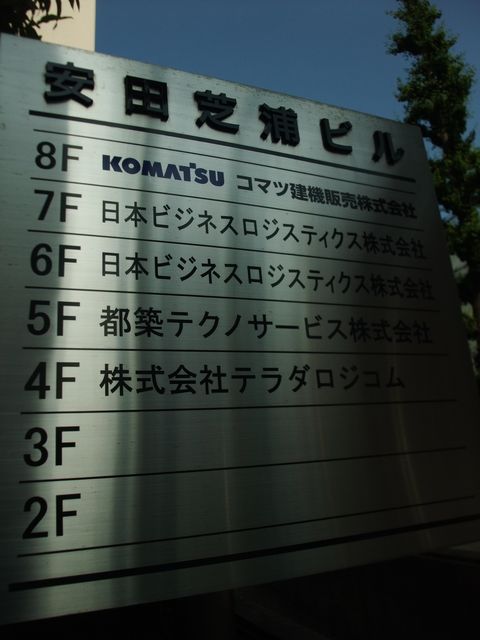 安田芝浦ビル
8F KOMATSU コマツ建機販売株式会社
7F 日本ビジネスロジスティクス株式会社
6F 日本ビジネスロジスティクス株式会社
5F 都築テクノサービス株式会社
4F 株式会社テラダロジコム
3F
2F